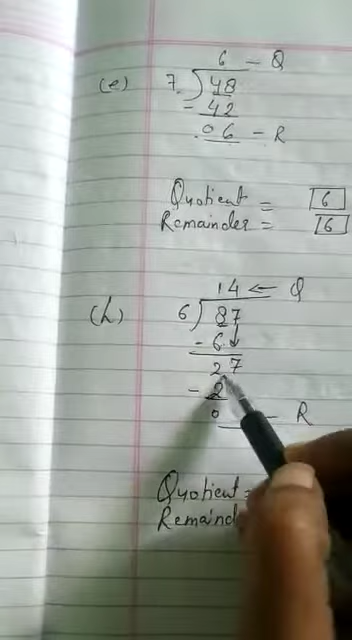 6 — Q
(e) 7 ) 48
- 42
.06 — R
Quotient = 6
Remainder = 6
14 ← Q
(h) 6 ) 87
- 6↓
27
- 2
0 — R
Quotient =
Remaind